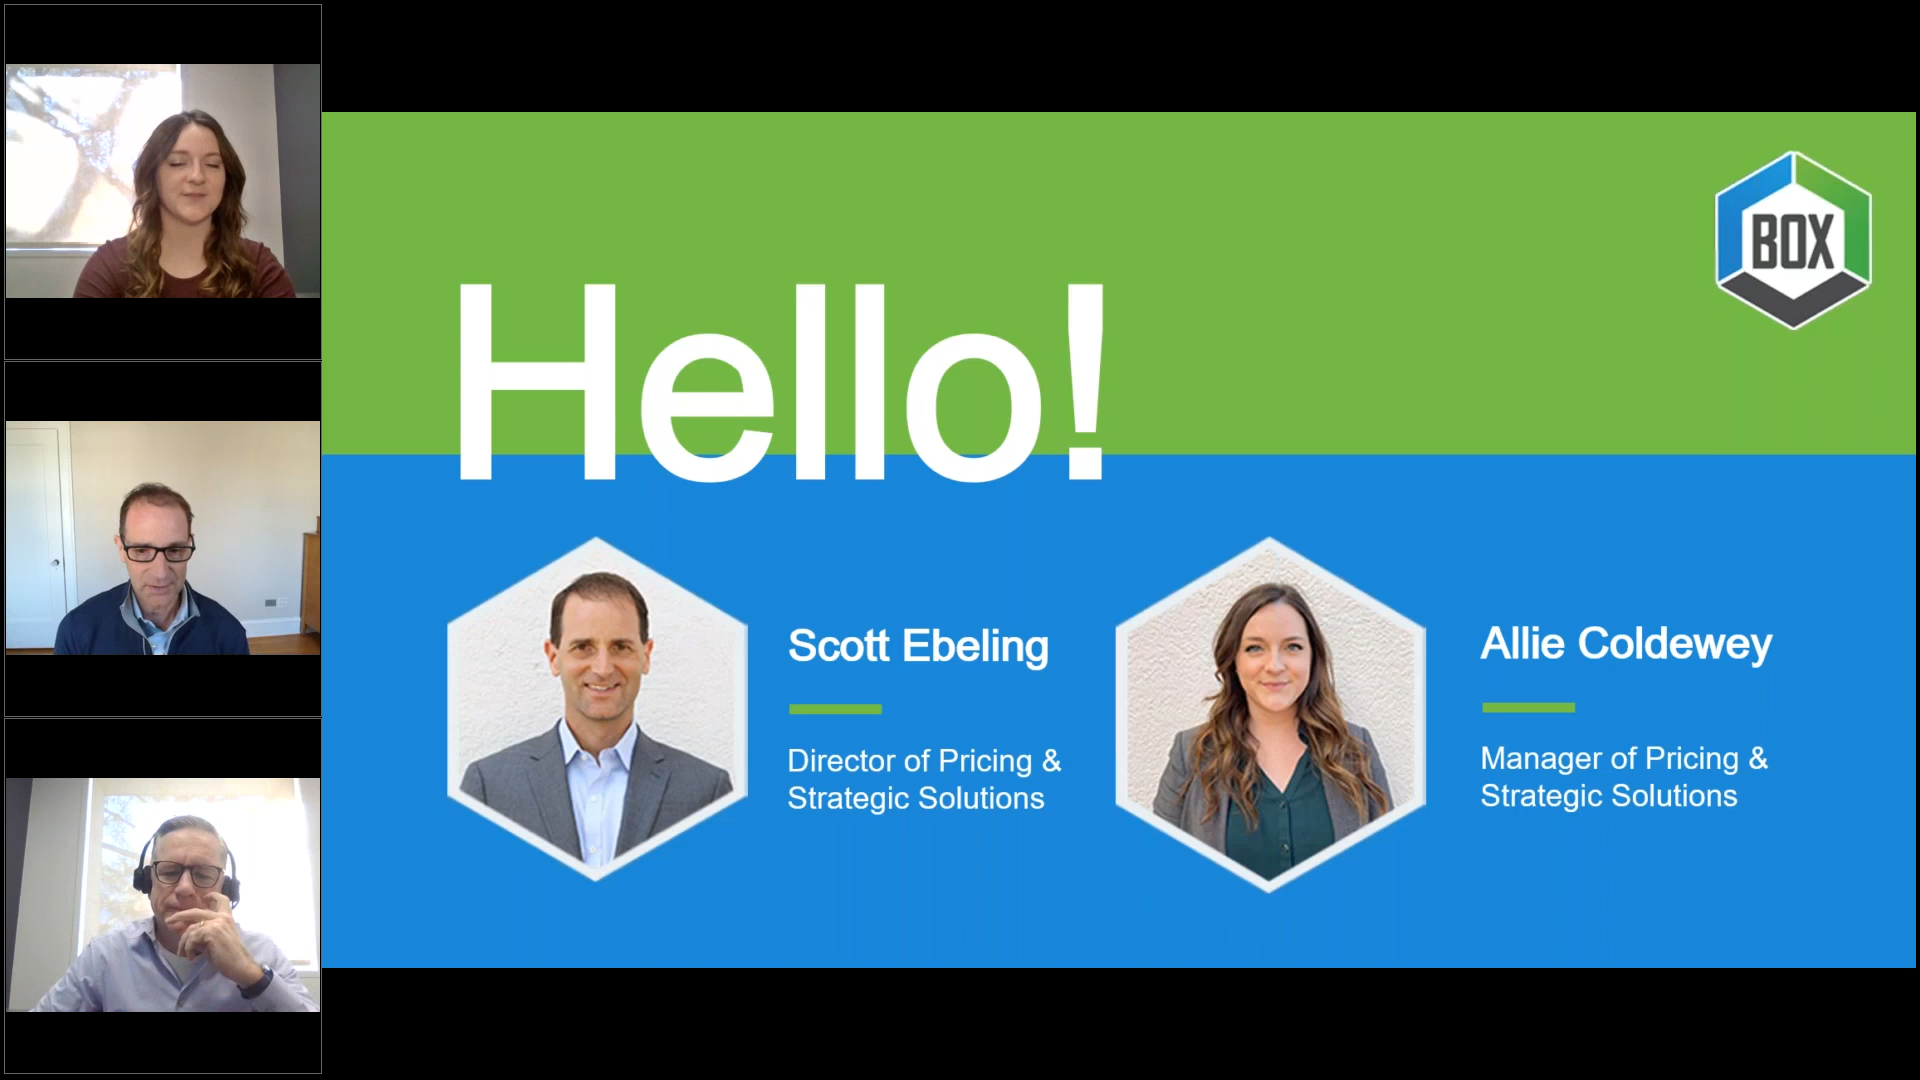 Hello!
BOX
Scott Ebeling
Director of Pricing &
Strategic Solutions
Allie Coldewey
Manager of Pricing &
Strategic Solutions